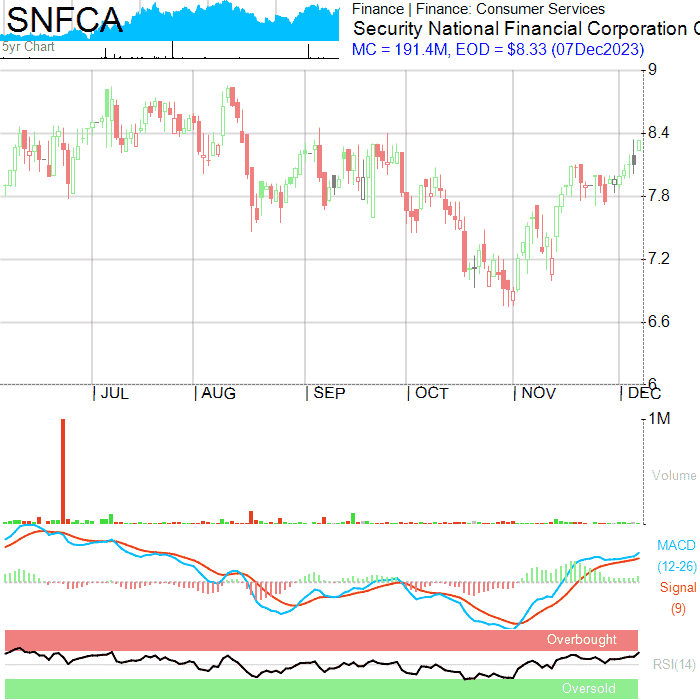 SNFCA
5yr Chart
Finance | Finance: Consumer Services
Security National Financial Corporation
MC = 191.4M, EOD = $8.33 (07Dec2023)
9
8.4
7.8
7.2
6.6
6
JUL AUG SEP OCT NOV DEC
1M
Volume
MACD
(12-26)
Signal
(9)
Overbought
RSI(14)
Oversold